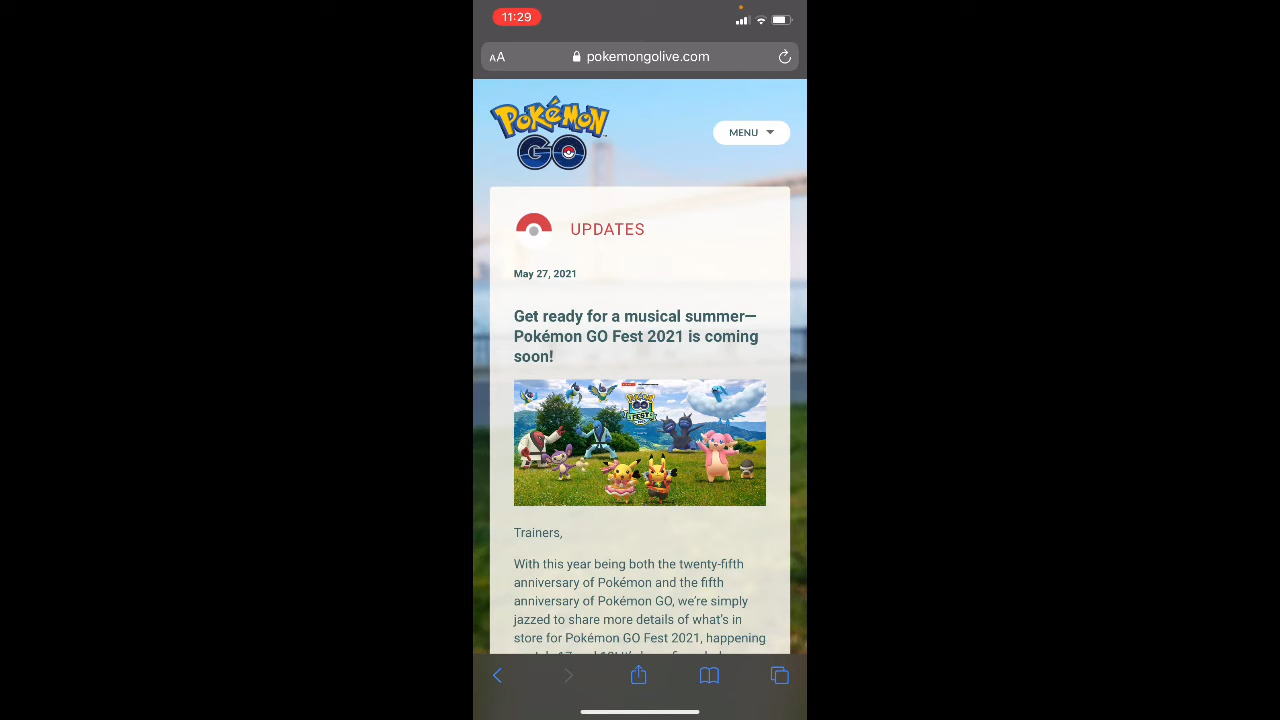 11:29
AA
pokemongolive.com
POKéMON
GO
MENU
UPDATES
May 27, 2021
Get ready for a musical summer—
Pokémon GO Fest 2021 is coming
soon!
POKéMON
GO
FEST
Trainers,
With this year being both the twenty-fifth
anniversary of Pokémon and the fifth
anniversary of Pokémon GO, we're simply
jazzed to share more details of what's in
store for Pokémon GO Fest 2021, happening